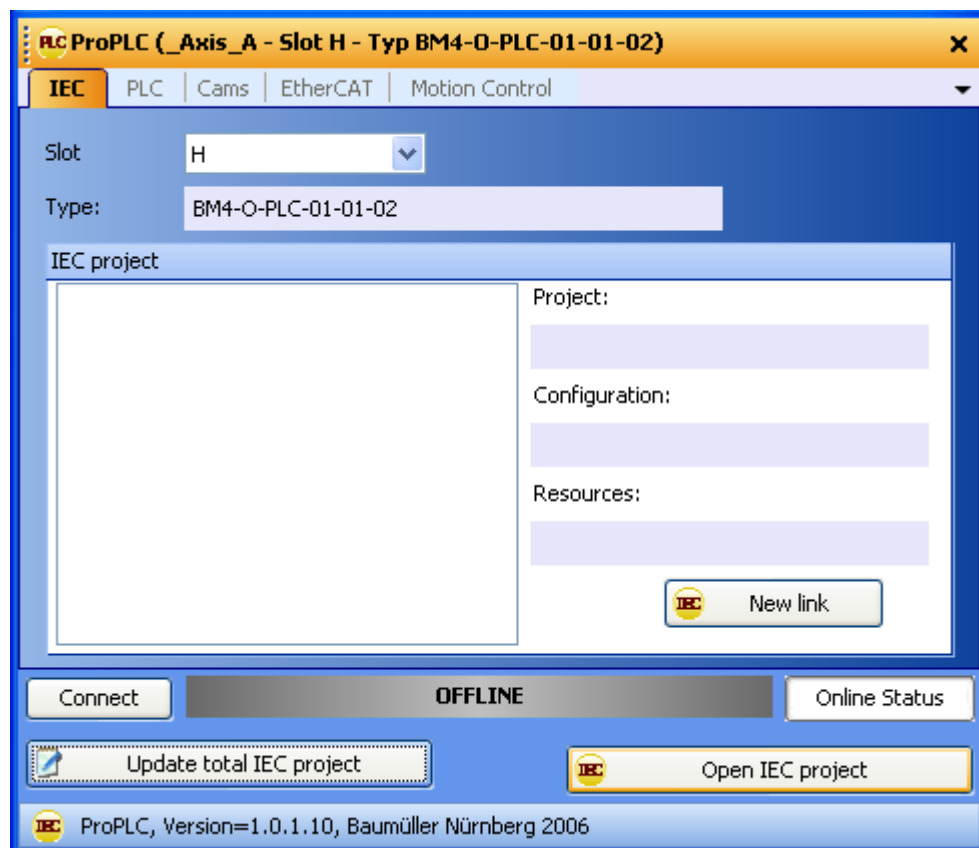 PLC ProPLC (_Axis_A - Slot H - Typ BM4-O-PLC-01-01-02)
IEC PLC Cams EtherCAT Motion Control
Slot H
Type: BM4-O-PLC-01-01-02
IEC project
Project:
Configuration:
Resources:
IEC New link
Connect OFFLINE Online Status
Update total IEC project IEC Open IEC project
IEC ProPLC, Version=1.0.1.10, Baumüller Nürnberg 2006